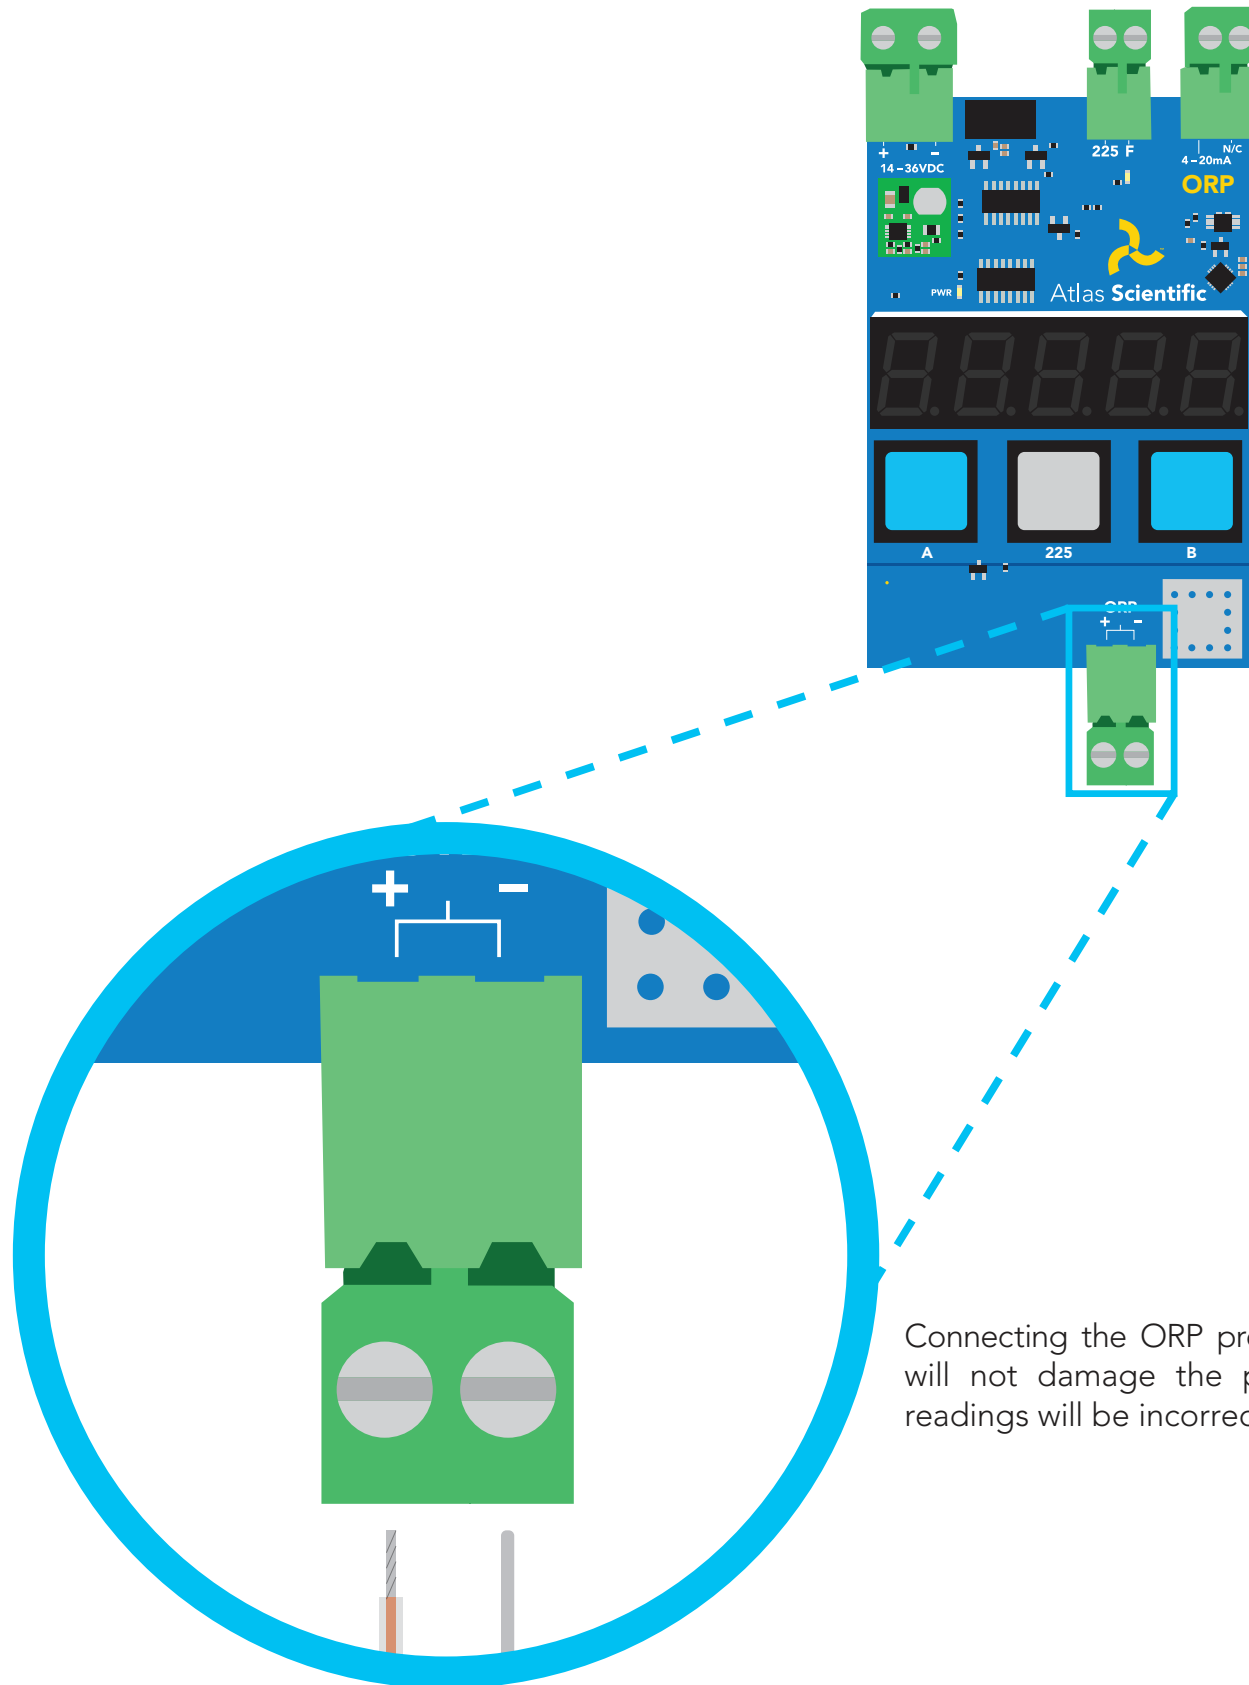 + -
14-36VDC
225 F
4-20mA
N/C
ORP
PWR
Atlas Scientific
A
225
B
ORP
+ -
+ -
Connecting the ORP
will not damage the
readings will be